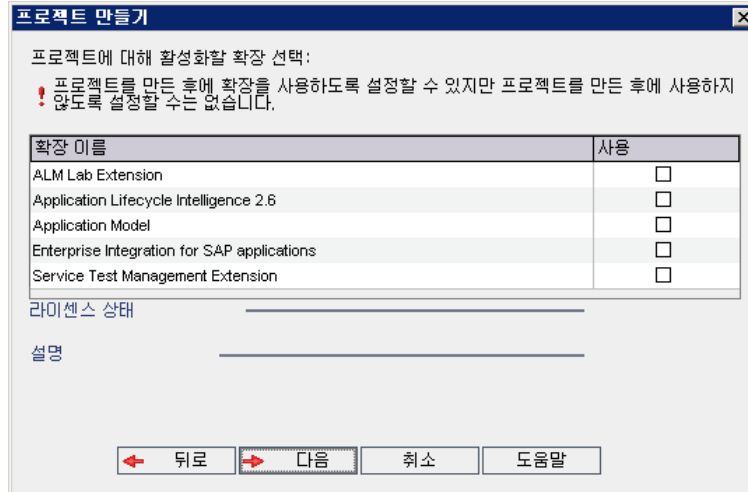 프로젝트 만들기
프로젝트에 대해 활성화할 확장 선택:
프로젝트를 만든 후에 확장을 사용하도록 설정할 수 있지만 프로젝트를 만든 후에 사용하지
않도록 설정할 수는 없습니다.
확장 이름 사용
ALM Lab Extension
Application Lifecycle Intelligence 2.6
Application Model
Enterprise Integration for SAP applications
Service Test Management Extension
라이센스 상태
설명
뒤로 다음 취소 도움말